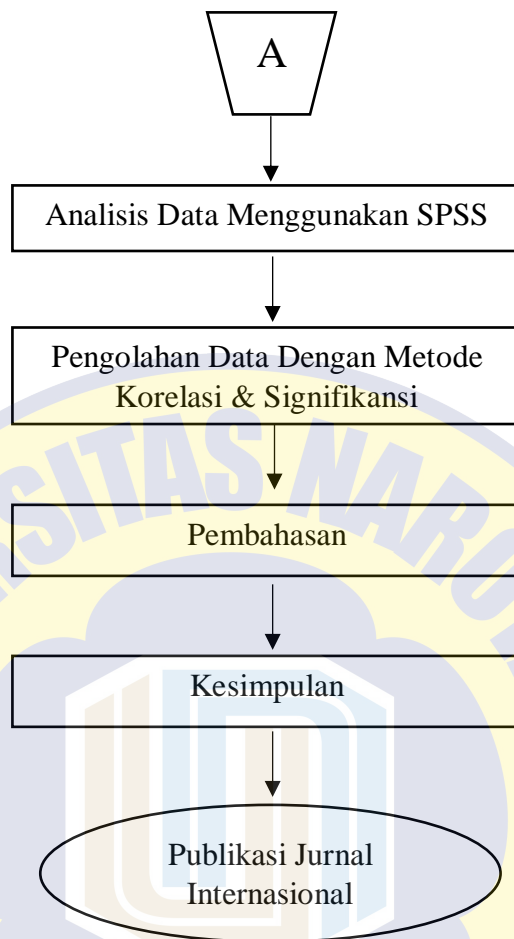 A
Analisis Data Menggunakan SPSS
Pengolahan Data Dengan Metode
Korelasi & Signifikansi
Pembahasan
Kesimpulan
Publikasi Jurnal
Internasional